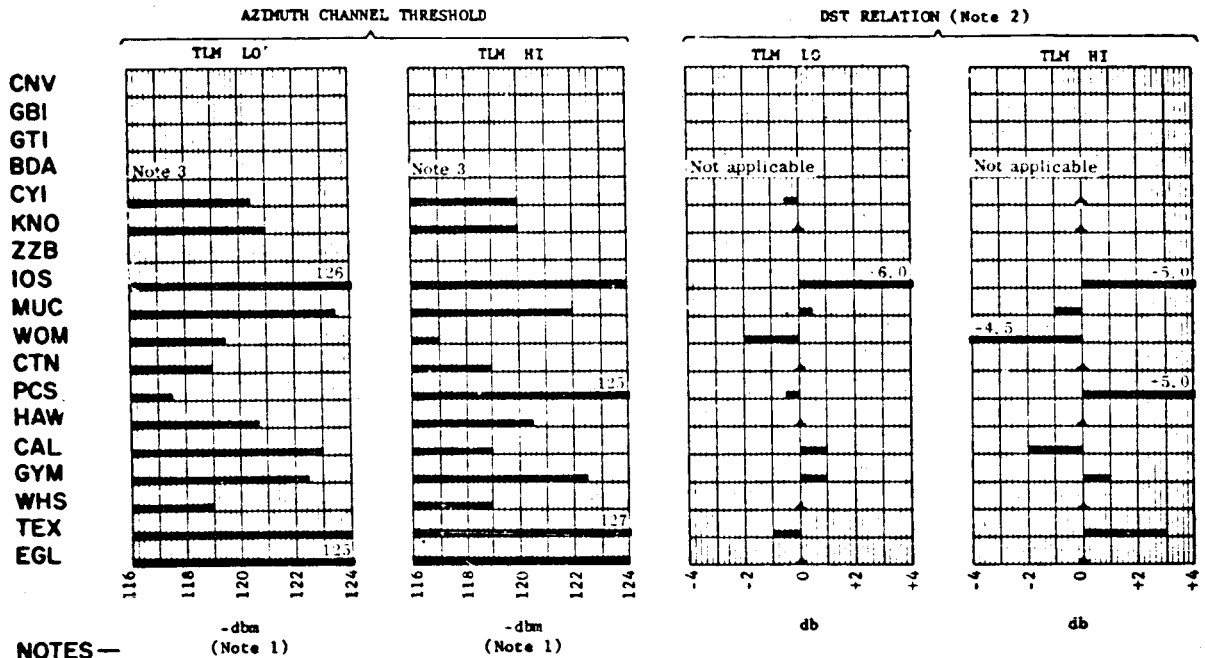 AZIMUTH CHANNEL THRESHOLD
DST RELATION (Note 2)
TLM LO
TLM HI
TLM LO
TLM HI
CNV
GBI
GTI
BDA
Note 3
Note 3
Not applicable
Not applicable
CYI
KNO
ZZB
IOS
126
-6.0
-5.0
MUC
WOM
-4.5
CTN
PCS
125
-5.0
HAW
CAL
GYM
WHS
TEX
127
EGL
125
116 118 120 122 124
116 118 120 122 124
-4 -2 0 +2 +4
-4 -2 0 +2 +4
-dbm
(Note 1)
-dbm
(Note 1)
db
db
NOTES —